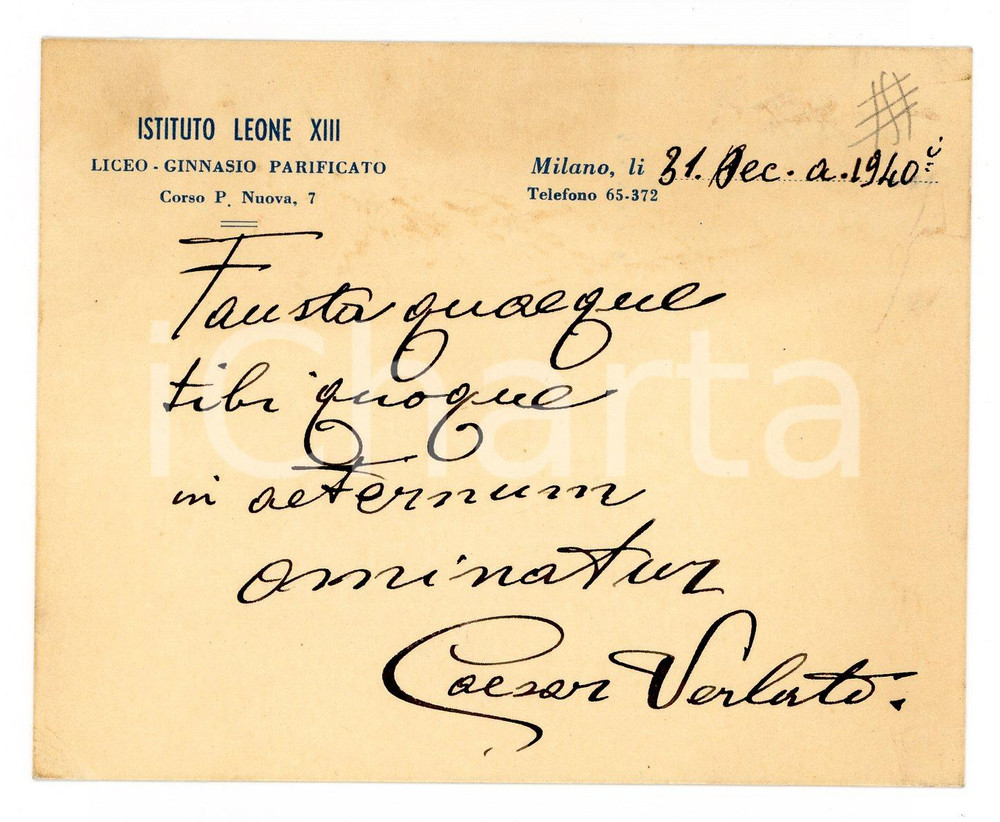 ISTITUTO LEONE XIII
LICEO - GINNASIO PARIFICATO
Corso P. Nuova, 7
Milano, li 31. Dec. a. 1940
Telefono 65-372
Fausta quaeque
tibi quoque
in aeternum
ominatur
Caesar Verlato.
iCharta